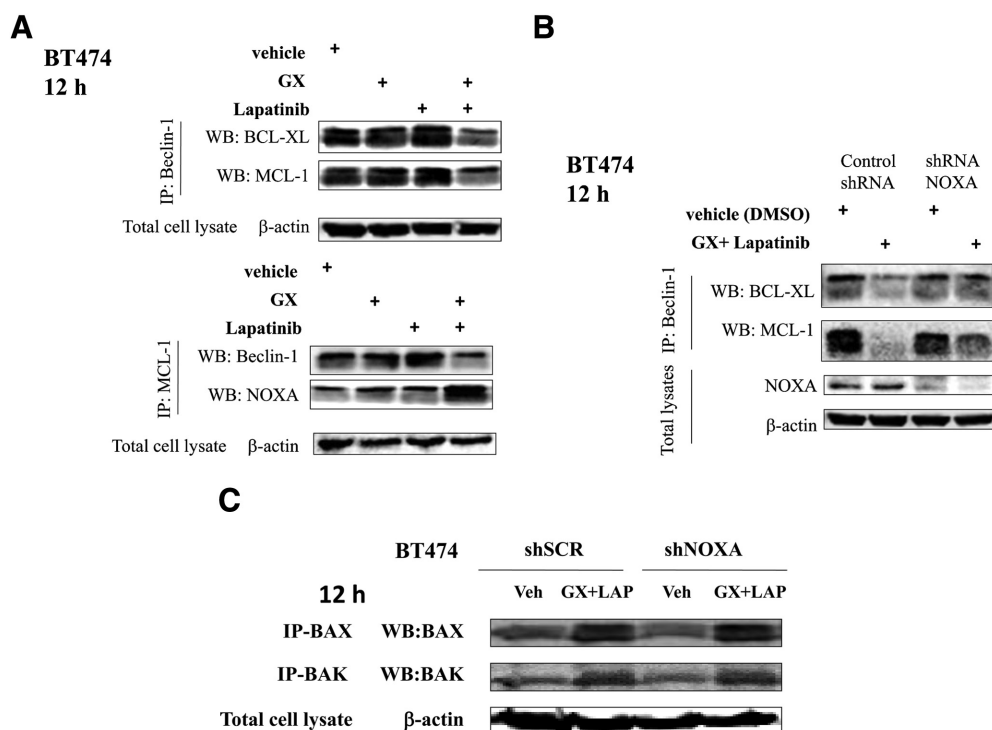 A
BT474
12 h
vehicle +
GX + +
Lapatinib + +
IP: Beclin-1
WB: BCL-XL
WB: MCL-1
Total cell lysate β-actin
vehicle +
GX + +
Lapatinib + +
IP: MCL-1
WB: Beclin-1
WB: NOXA
Total cell lysate β-actin
B
BT474
12 h
Control shRNA
shRNA NOXA
vehicle (DMSO) + +
GX+ Lapatinib + +
IP: Beclin-1
WB: BCL-XL
WB: MCL-1
Total lysates
NOXA
β-actin
C
BT474 shSCR shNOXA
12 h
Veh GX+LAP Veh GX+LAP
IP-BAX WB:BAX
IP-BAK WB:BAK
Total cell lysate β-actin